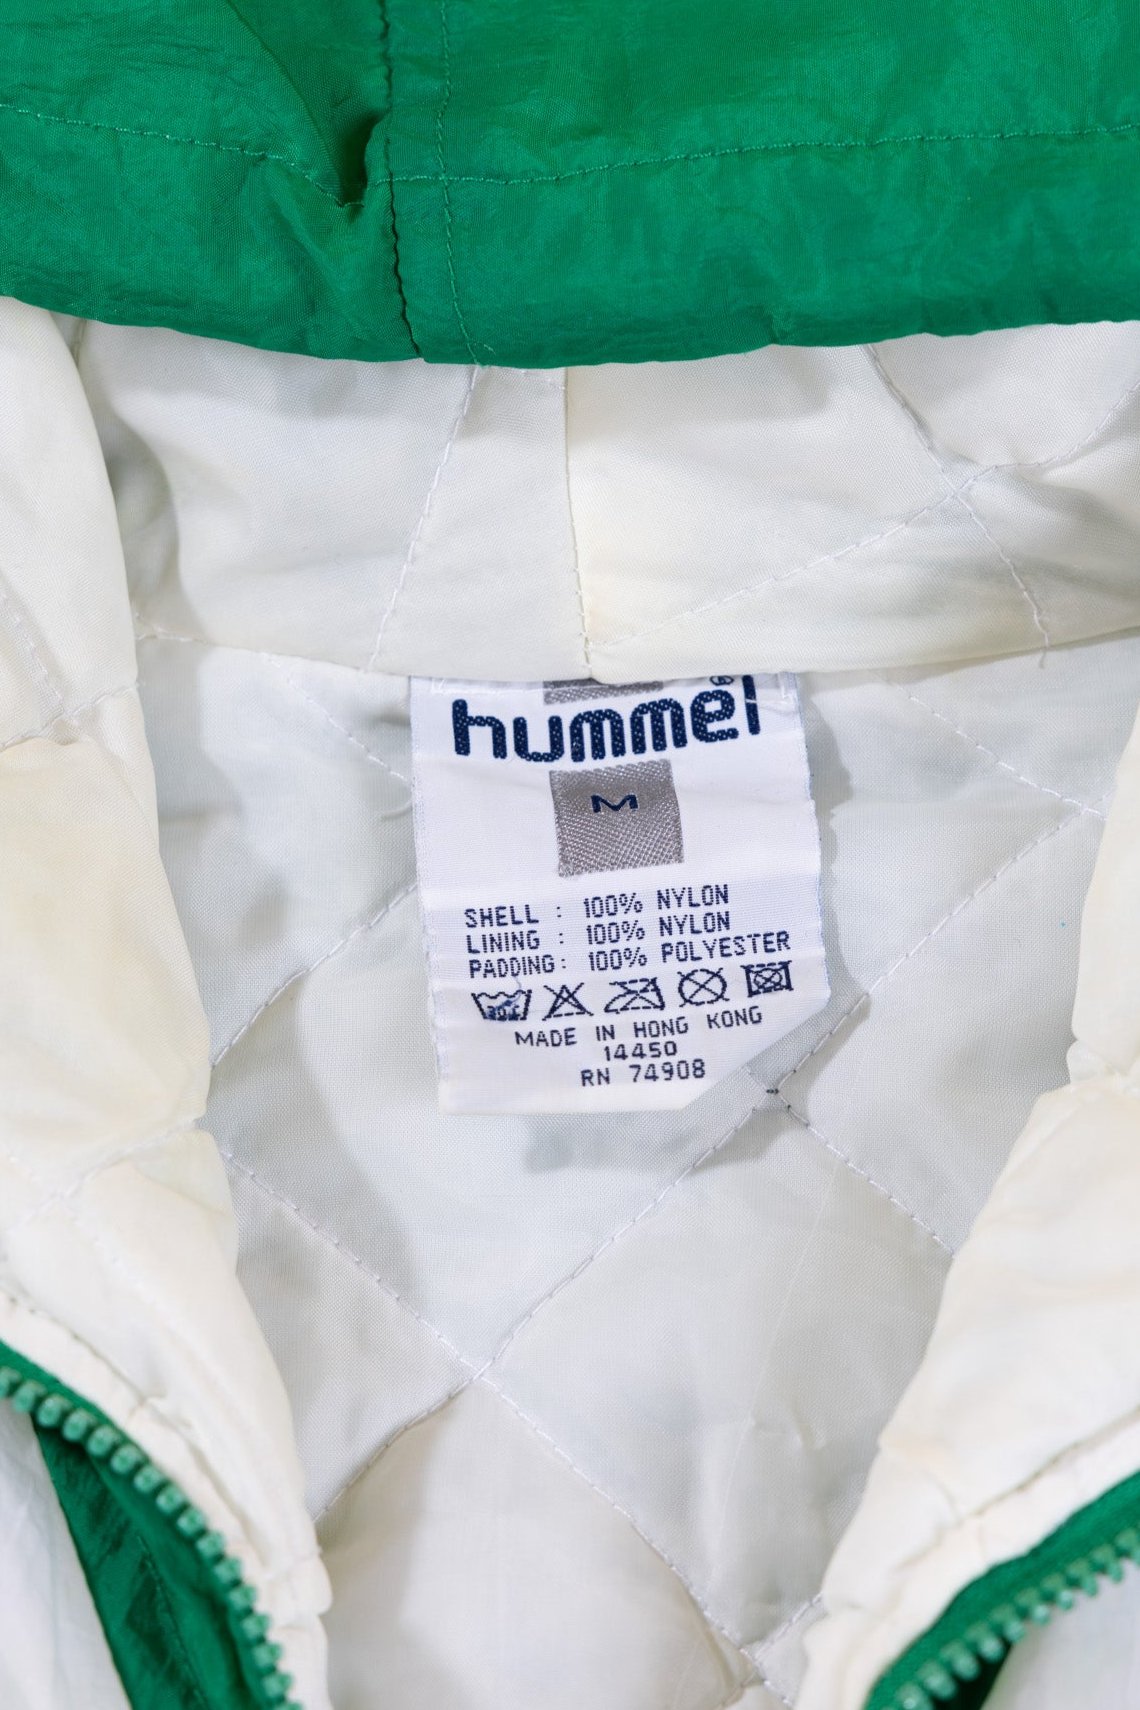 hummel®
M
SHELL : 100% NYLON
LINING : 100% NYLON
PADDING : 100% POLYESTER
MADE IN HONG KONG
14450
RN 74908